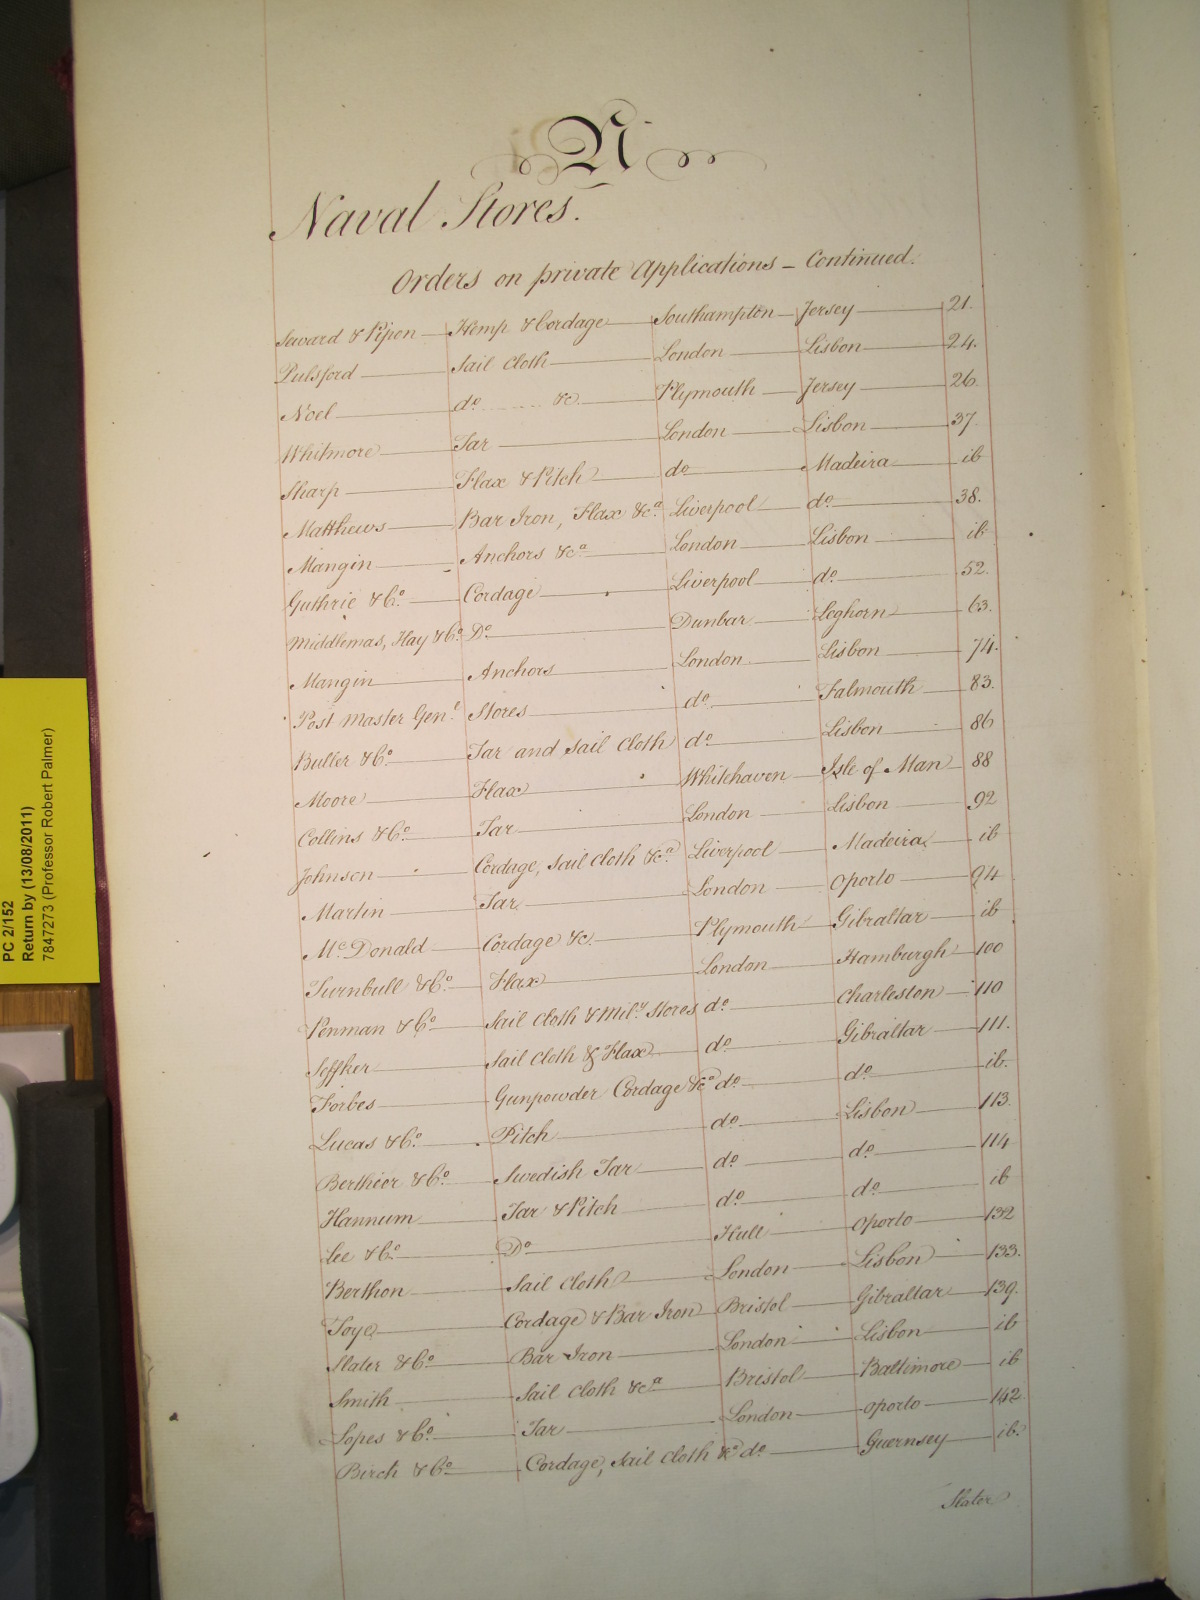 N
Naval Stores.
Orders on private Applications – Continued.
Savard & Pipon Hemp & Cordage Southampton Jersey 21.
Pulsford Sail Cloth London Lisbon 24.
Noel do &c. Plymouth Jersey 26.
Whitmore Tar London Lisbon 37.
Sharp Flax & Pitch do Madeira ib
Matthews Bar Iron, Flax &ca Liverpool do 38.
Mangin Anchors &ca London Lisbon ib
Guthrie & Co. Cordage Liverpool do 52.
Middlemas, Hay & Co. Do Dunbar Leghorn 63.
Mangin Anchors London Lisbon 74.
Post Master Genl. Stores do Falmouth 83.
Buller & Co. Tar and Sail Cloth do Lisbon 86
Moore Flax Whitehaven Isle of Man 88
Collins & Co. Tar London Lisbon 92
Johnson Cordage, Sail Cloth &ca Liverpool Madeira ib
Martin Tar London Oporto 94
Mc. Donald Cordage &c. Plymouth Gibraltar ib
Turnbull & Co. Flax London Hamburgh 100
Penman & Co. Sail Cloth & Mily. Stores do Charleston 110
Seffker Sail Cloth & Flax do Gibraltar 111.
Forbes Gunpowder Cordage &ca do do ib.
Lucas & Co. Pitch do Lisbon 113.
Berthier & Co. Swedish Tar do do 114
Hannum Tar & Pitch do do ib
Lee & Co. Do Hull Oporto 132
Berthon Sail Cloth London Lisbon 133.
Toye Cordage & Bar Iron Bristol Gibraltar 139.
Slater & Co. Bar Iron London Lisbon ib
Smith Sail Cloth &ca Bristol Baltimore ib
Lopes & Co. Tar London Oporto 142.
Birch & Co. Cordage, Sail Cloth &ca do Guernsey ib.
Slater
PC 2/152
Return by (13/08/2011)
7847273 (Professor Robert Palmer)